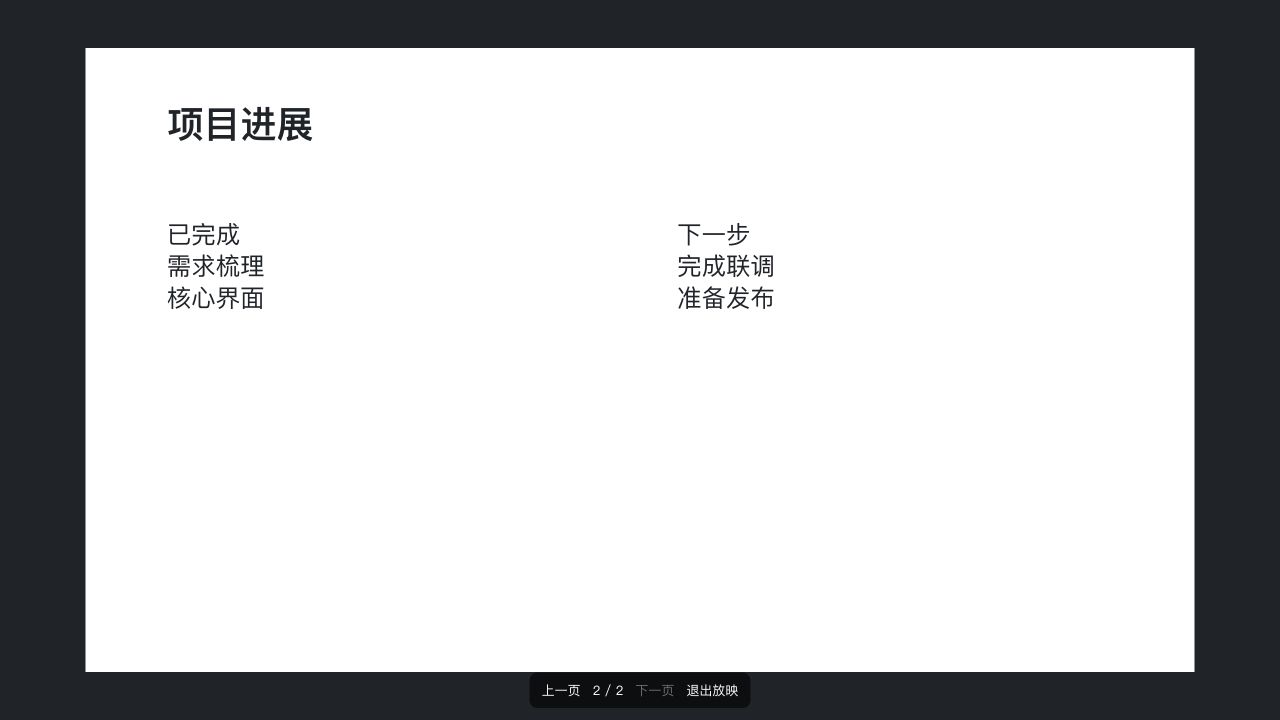 项目进展
已完成
需求梳理
核心界面
下一步
完成联调
准备发布
上一页 2 / 2 下一页 退出放映